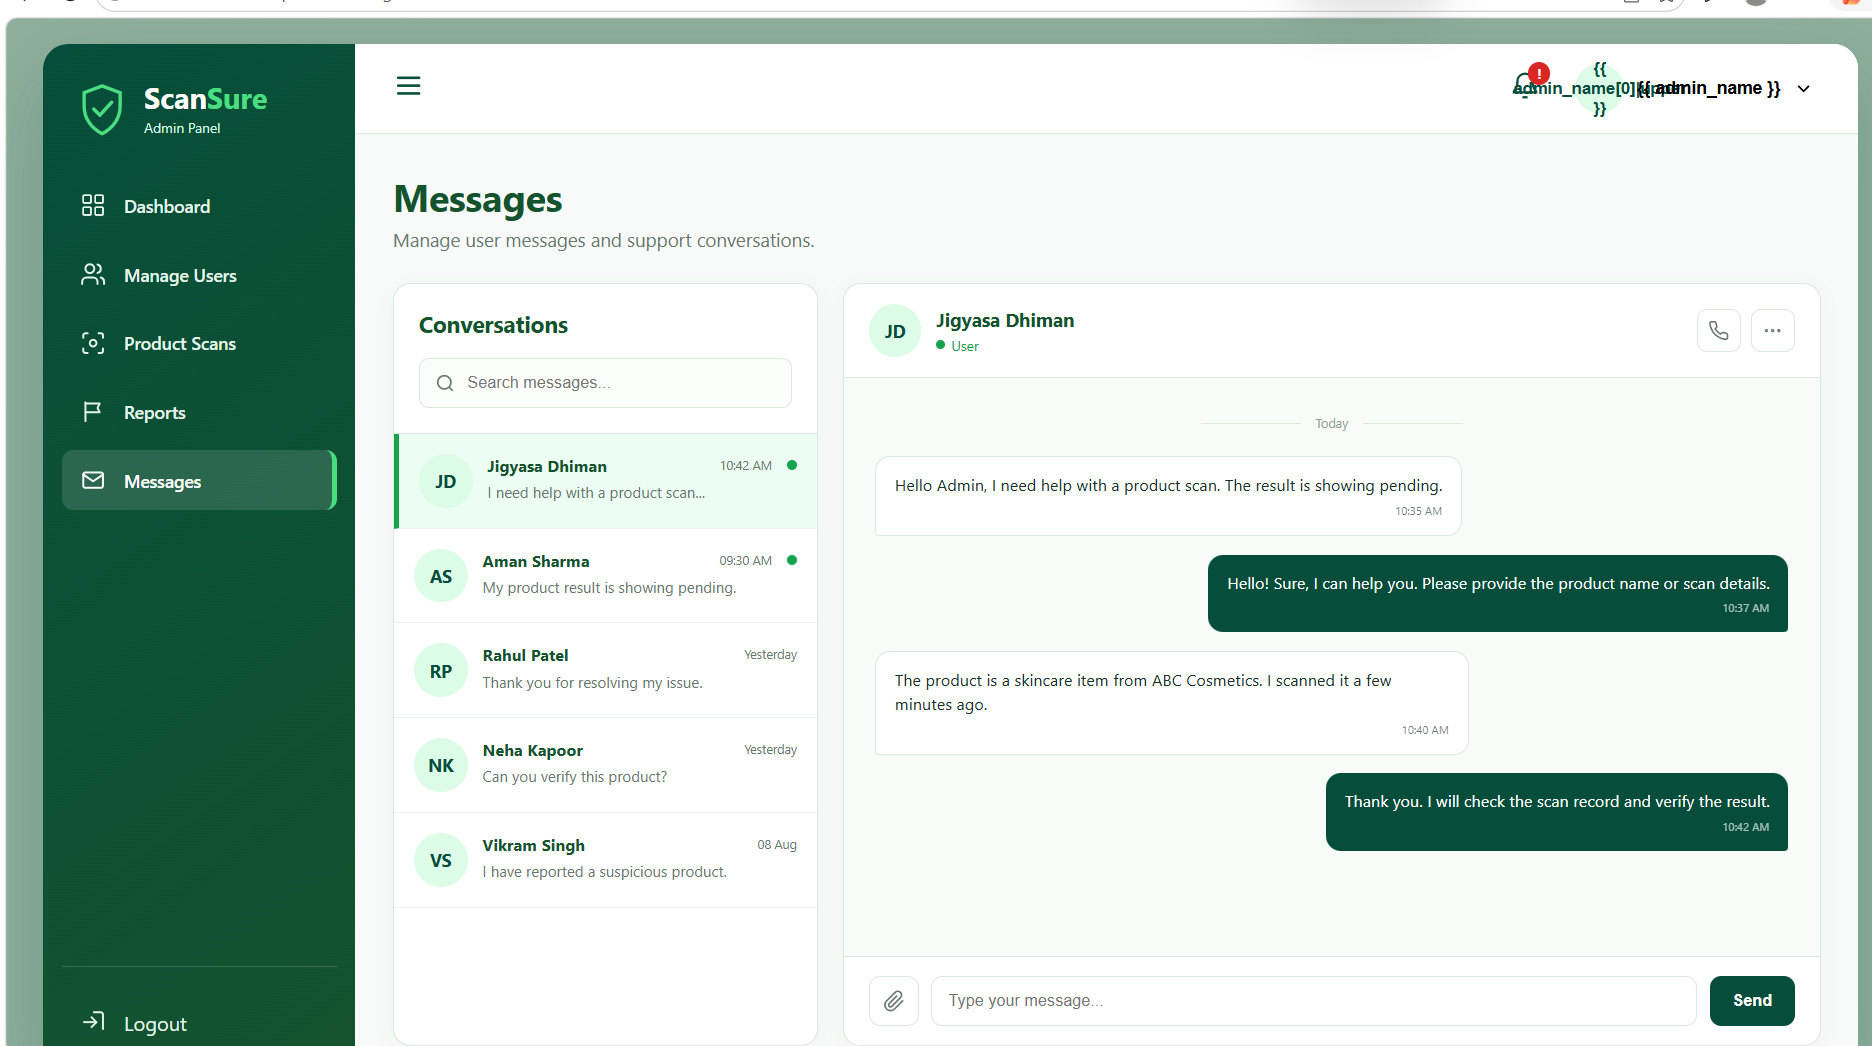 ScanSure
Admin Panel
Dashboard
Manage Users
Product Scans
Reports
Messages
Logout
!
{{
admin_name[0]|upper
}}
{{ admin_name }}
Messages
Manage user messages and support conversations.
Conversations
Search messages...
JD
Jigyasa Dhiman
10:42 AM
I need help with a product scan...
AS
Aman Sharma
09:30 AM
My product result is showing pending.
RP
Rahul Patel
Yesterday
Thank you for resolving my issue.
NK
Neha Kapoor
Yesterday
Can you verify this product?
VS
Vikram Singh
08 Aug
I have reported a suspicious product.
JD
Jigyasa Dhiman
User
Today
Hello Admin, I need help with a product scan. The result is showing pending.
10:35 AM
Hello! Sure, I can help you. Please provide the product name or scan details.
10:37 AM
The product is a skincare item from ABC Cosmetics. I scanned it a few
minutes ago.
10:40 AM
Thank you. I will check the scan record and verify the result.
10:42 AM
Type your message...
Send